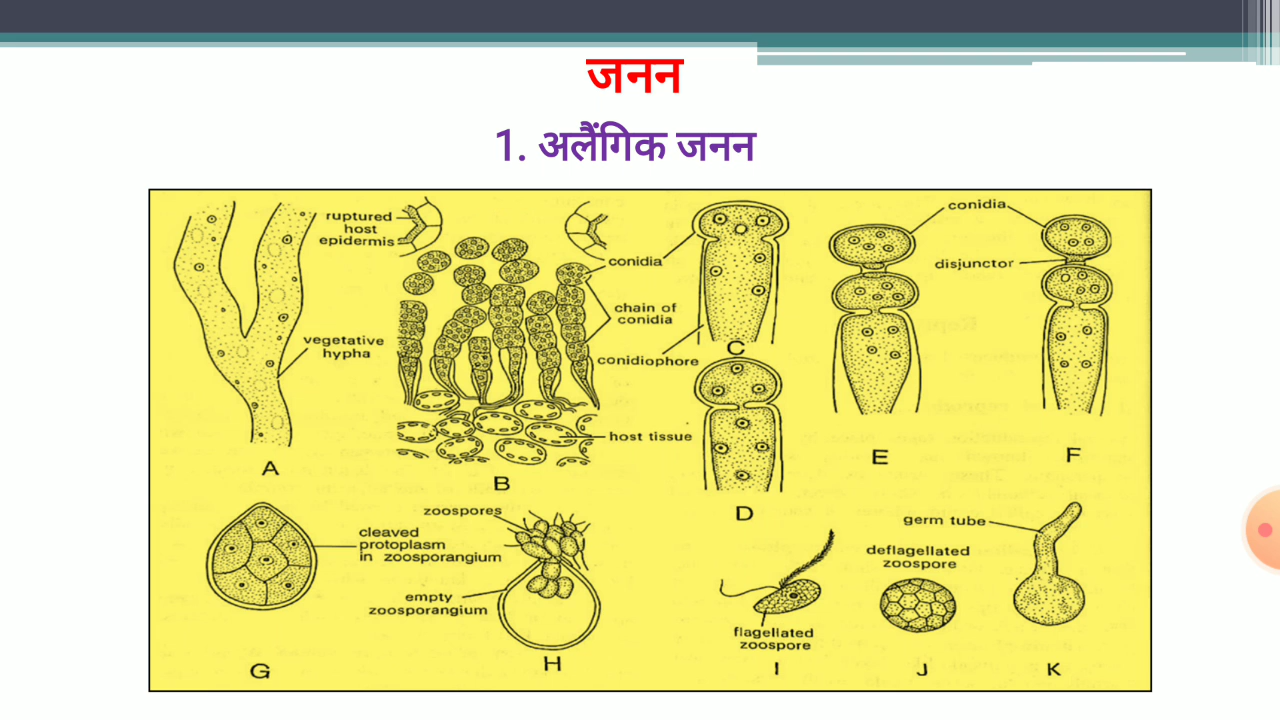 जनन
1. अलैंगिक जनन
ruptured
host
epidermis
vegetative
hypha
A
conidia
chain of
conidia
conidiophore
host tissue
B
C
D
conidia
disjunctor
E
F
cleaved
protoplasm
in zoosporangium
G
zoospores
empty
zoosporangium
H
flagellated
zoospore
I
deflagellated
zoospore
J
germ tube
K